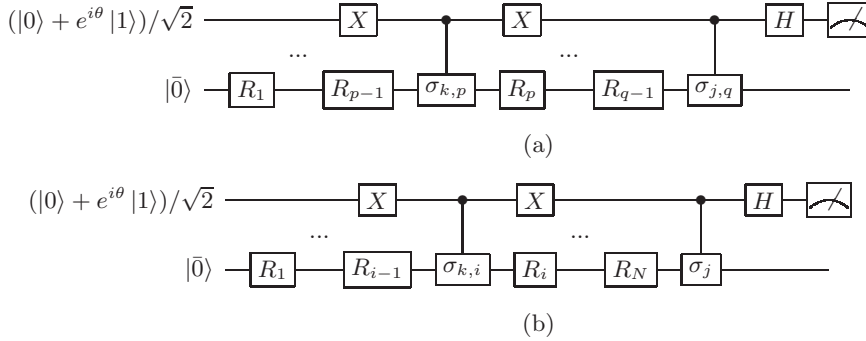 (|0⟩ + e^{iθ} |1⟩)/√2 X X H
... ...
|0̄⟩ R_1 R_{p−1} σ_{k,p} R_p R_{q−1} σ_{j,q}
(a)
(|0⟩ + e^{iθ} |1⟩)/√2 X X H
... ...
|0̄⟩ R_1 R_{i−1} σ_{k,i} R_i R_N σ_j
(b)